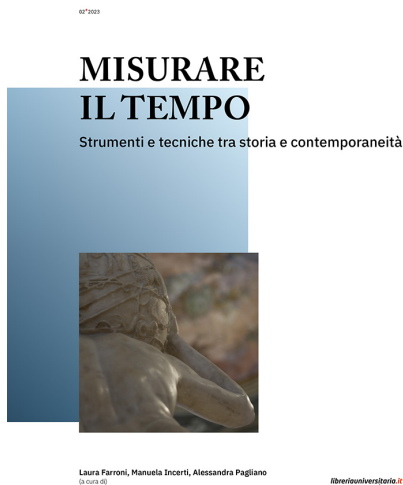 02*2023
MISURARE
IL TEMPO
Strumenti e tecniche tra storia e contemporaneità
Laura Farroni, Manuela Incerti, Alessandra Pagliano
(a cura di)
libreriauniversitaria.it